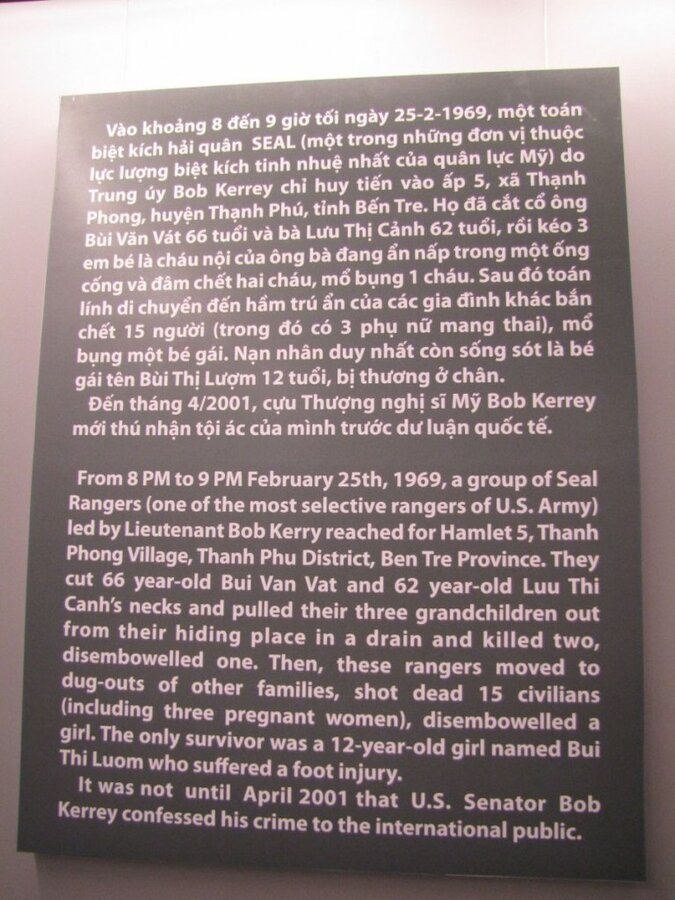 Vào khoảng 8 đến 9 giờ tối ngày 25-2-1969, một toán
biệt kích hải quân SEAL (một trong những đơn vị thuộc
lực lượng biệt kích tinh nhuệ nhất của quân lực Mỹ) do
Trung úy Bob Kerrey chỉ huy tiến vào ấp 5, xã Thạnh
Phong, huyện Thạnh Phú, tỉnh Bến Tre. Họ đã cắt cổ ông
Bùi Văn Vát 66 tuổi và bà Lưu Thị Cảnh 62 tuổi, rồi kéo 3
em bé là cháu nội của ông bà đang ẩn nấp trong một ống
cống và đâm chết hai cháu, mổ bụng 1 cháu. Sau đó toán
lính di chuyển đến hầm trú ẩn của các gia đình khác bắn
chết 15 người (trong đó có 3 phụ nữ mang thai), mổ
bụng một bé gái. Nạn nhân duy nhất còn sống sót là bé
gái tên Bùi Thị Lượm 12 tuổi, bị thương ở chân.
Đến tháng 4/2001, cựu Thượng nghị sĩ Mỹ Bob Kerrey
mới thú nhận tội ác của mình trước dư luận quốc tế.
From 8 PM to 9 PM February 25th, 1969, a group of Seal
Rangers (one of the most selective rangers of U.S. Army)
led by Lieutenant Bob Kerry reached for Hamlet 5, Thanh
Phong Village, Thanh Phu District, Ben Tre Province. They
cut 66 year-old Bui Van Vat and 62 year-old Luu Thi
Canh's necks and pulled their three grandchildren out
from their hiding place in a drain and killed two,
disembowelled one. Then, these rangers moved to
dug-outs of other families, shot dead 15 civilians
(including three pregnant women), disembowelled a
girl. The only survivor was a 12-year-old girl named Bui
Thi Luom who suffered a foot injury.
It was not until April 2001 that U.S. Senator Bob
Kerrey confessed his crime to the international public.